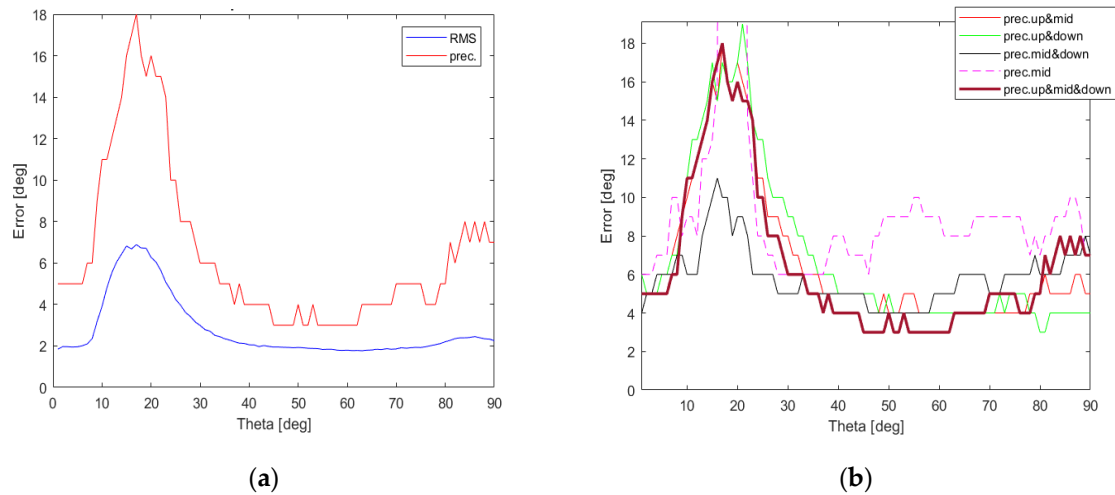 18
16
14
12
10
8
6
4
2
0
Error [deg]
0 10 20 30 40 50 60 70 80 90
Theta [deg]
RMS
prec.
(a)
18
16
14
12
10
8
6
4
2
0
Error [deg]
10 20 30 40 50 60 70 80 90
Theta [deg]
prec.up&mid
prec.up&down
prec.mid&down
prec.mid
prec.up&mid&down
(b)